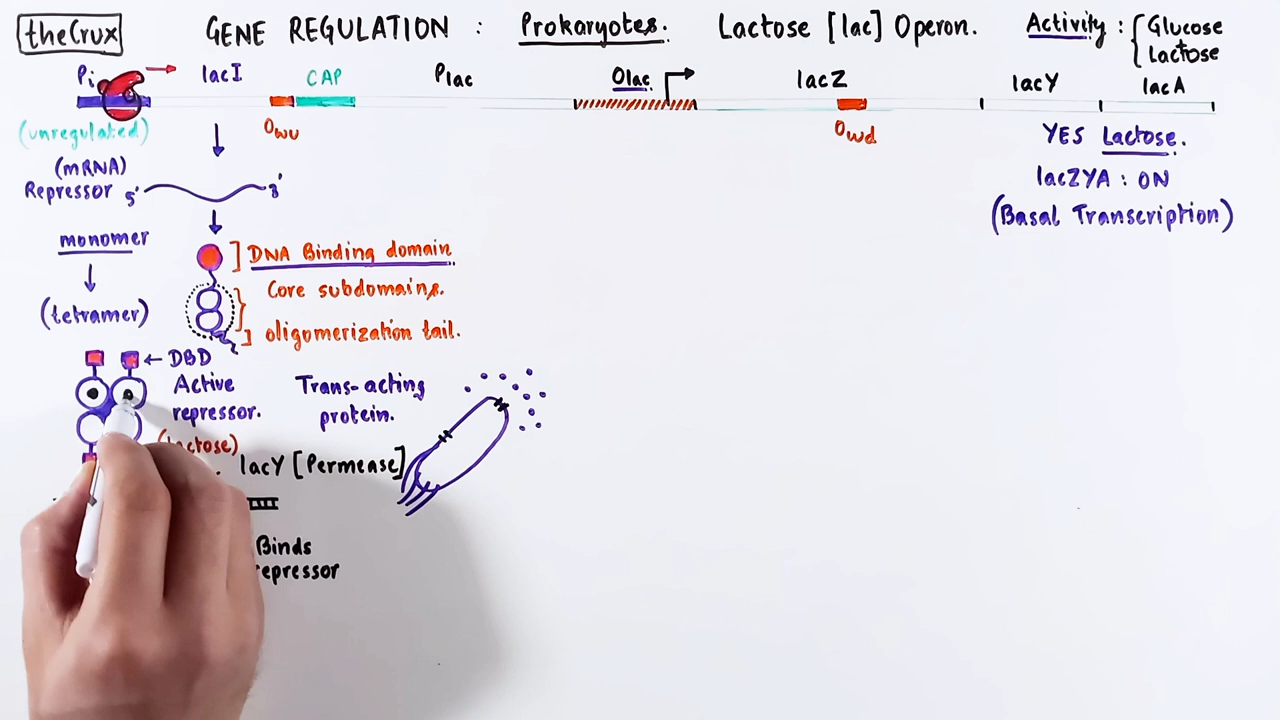 theCrux
GENE REGULATION : Prokaryotes. Lactose [lac] Operon.
Activity : { Glucose + Lactose
Pi lacI CAP Plac Olac lacZ lacY lacA
(unregulated)
Owu
Owd
(mRNA)
Repressor 5' 3'
YES Lactose.
lacZYA : ON
(Basal Transcription)
monomer
(tetramer)
DNA Binding domain
Core subdomains.
oligomerization tail.
← DBD
Active
repressor.
Trans-acting
protein.
lacY [Permease]
Binds